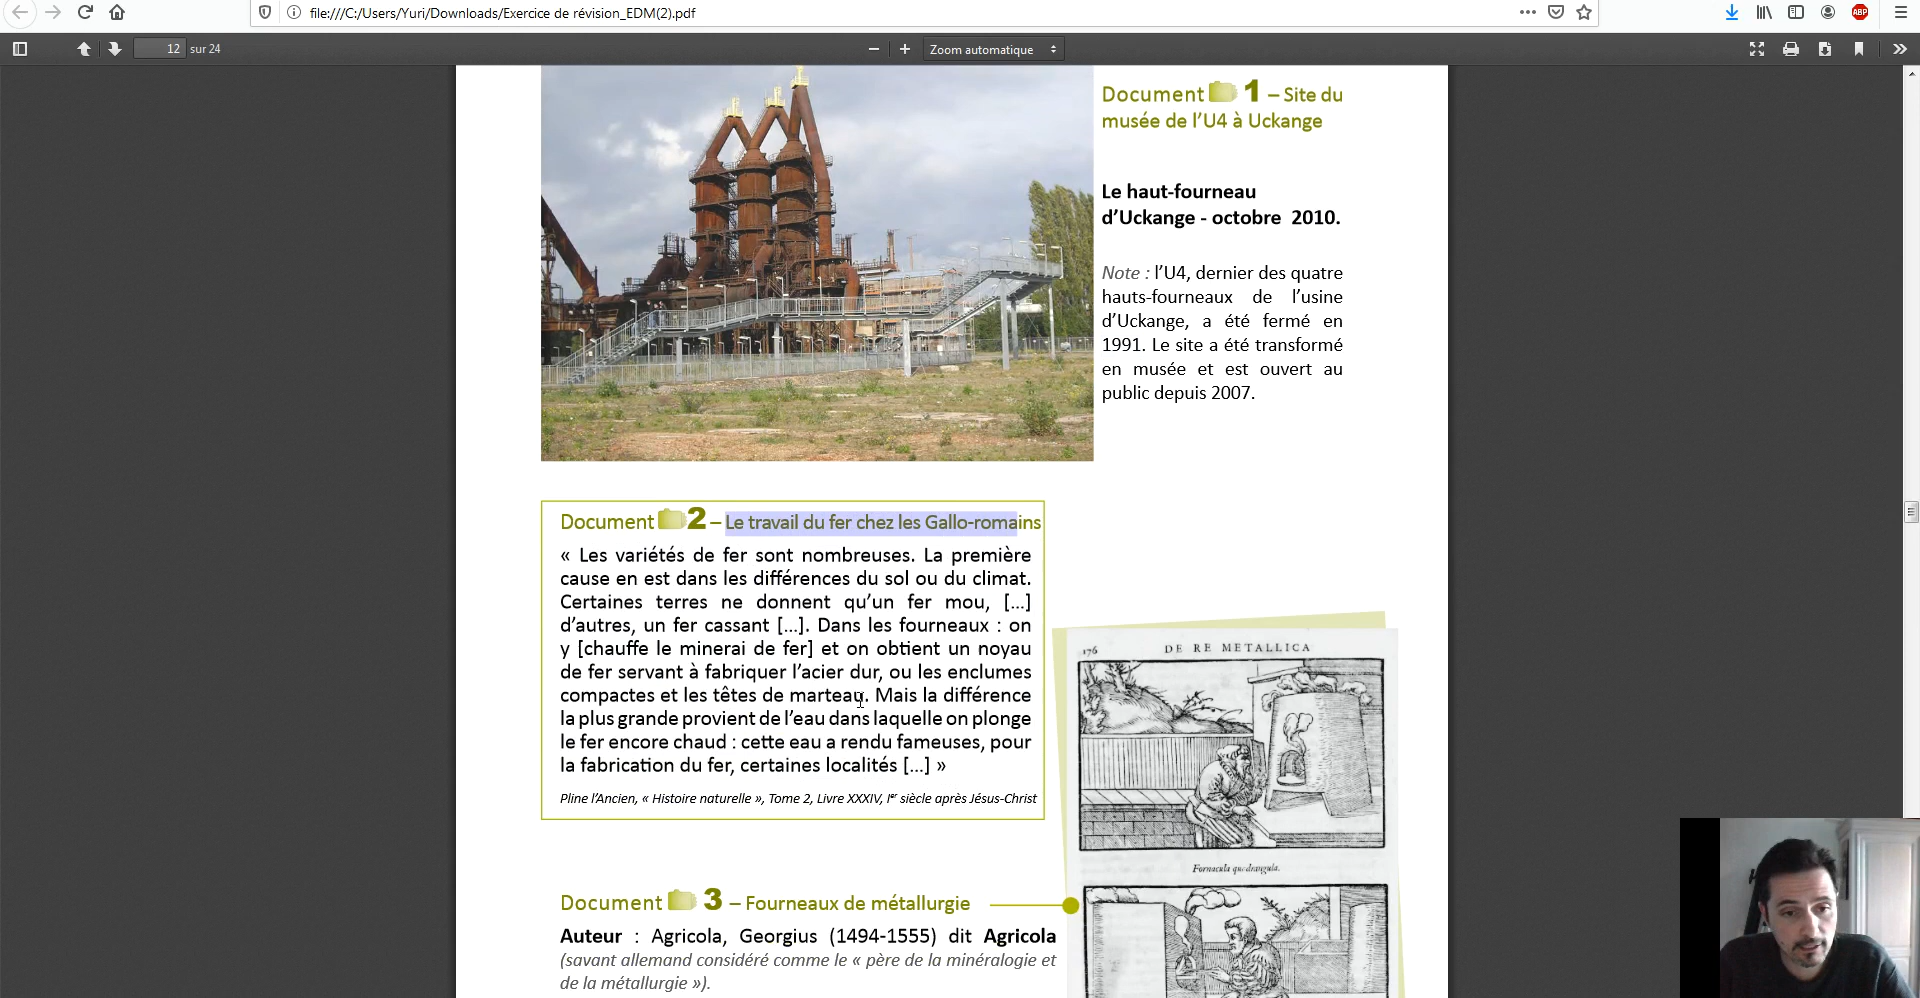 file:///C:/Users/Yuri/Downloads/Exercice de révision_EDM(2).pdf
ABP
12 sur 24
Zoom automatique
Document 1 – Site du
musée de l’U4 à Uckange
Le haut-fourneau
d’Uckange - octobre 2010.
Note : l’U4, dernier des quatre
hauts-fourneaux de l’usine
d’Uckange, a été fermé en
1991. Le site a été transformé
en musée et est ouvert au
public depuis 2007.
Document 2 – Le travail du fer chez les Gallo-romains
« Les variétés de fer sont nombreuses. La première
cause en est dans les différences du sol ou du climat.
Certaines terres ne donnent qu’un fer mou, [...]
d’autres, un fer cassant [...]. Dans les fourneaux : on
y [chauffe le minerai de fer] et on obtient un noyau
de fer servant à fabriquer l’acier dur, ou les enclumes
compactes et les têtes de marteau. Mais la différence
la plus grande provient de l’eau dans laquelle on plonge
le fer encore chaud : cette eau a rendu fameuses, pour
la fabrication du fer, certaines localités [...] »
Pline l’Ancien, « Histoire naturelle », Tome 2, Livre XXXIV, Ier siècle après Jésus-Christ
176 DE RE METALLICA
Fornacula quadrangula.
Document 3 – Fourneaux de métallurgie
Auteur : Agricola, Georgius (1494-1555) dit Agricola
(savant allemand considéré comme le « père de la minéralogie et
de la métallurgie »).